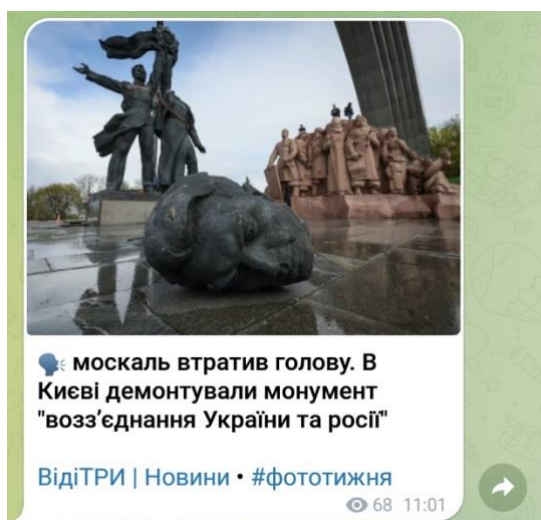 москаль втратив голову. В
Києві демонтували монумент
"возз’єднання України та росії"
ВідіТРИ | Новини • #фототижня
68 11:01